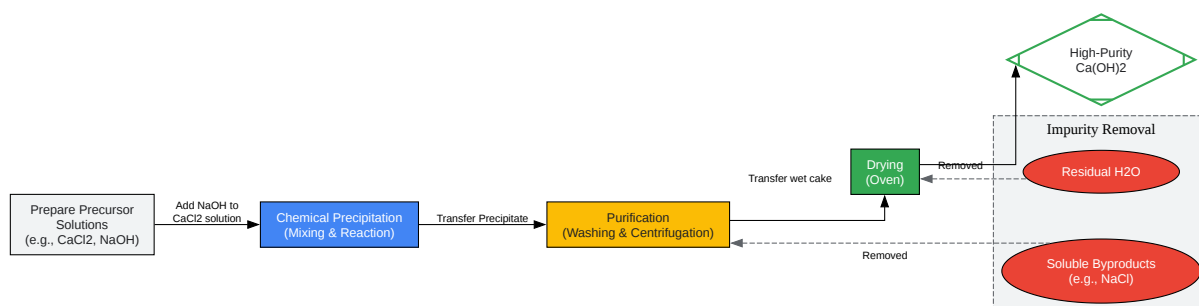 Prepare Precursor
Solutions
(e.g., CaCl2, NaOH)
Add NaOH to
CaCl2 solution
Chemical Precipitation
(Mixing & Reaction)
Transfer Precipitate
Purification
(Washing & Centrifugation)
Transfer wet cake
Drying
(Oven)
Removed
High-Purity
Ca(OH)2
Impurity Removal
Residual H2O
Removed
Soluble Byproducts
(e.g., NaCl)